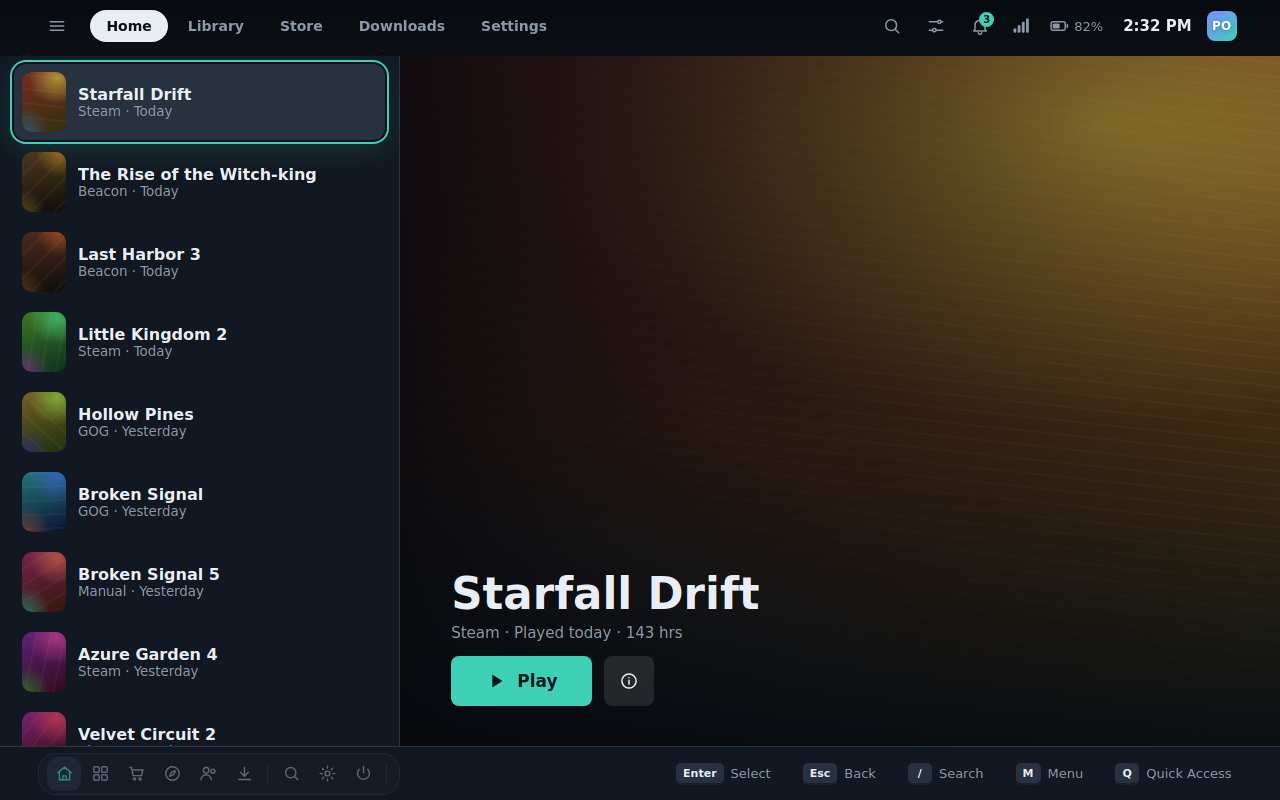 Home
Library
Store
Downloads
Settings
3
82%
2:32 PM
PO
Starfall Drift
Steam · Today
The Rise of the Witch-king
Beacon · Today
Last Harbor 3
Beacon · Today
Little Kingdom 2
Steam · Today
Hollow Pines
GOG · Yesterday
Broken Signal
GOG · Yesterday
Broken Signal 5
Manual · Yesterday
Azure Garden 4
Steam · Yesterday
Velvet Circuit 2
Starfall Drift
Steam · Played today · 143 hrs
Play
Enter Select
Esc Back
/ Search
M Menu
Q Quick Access